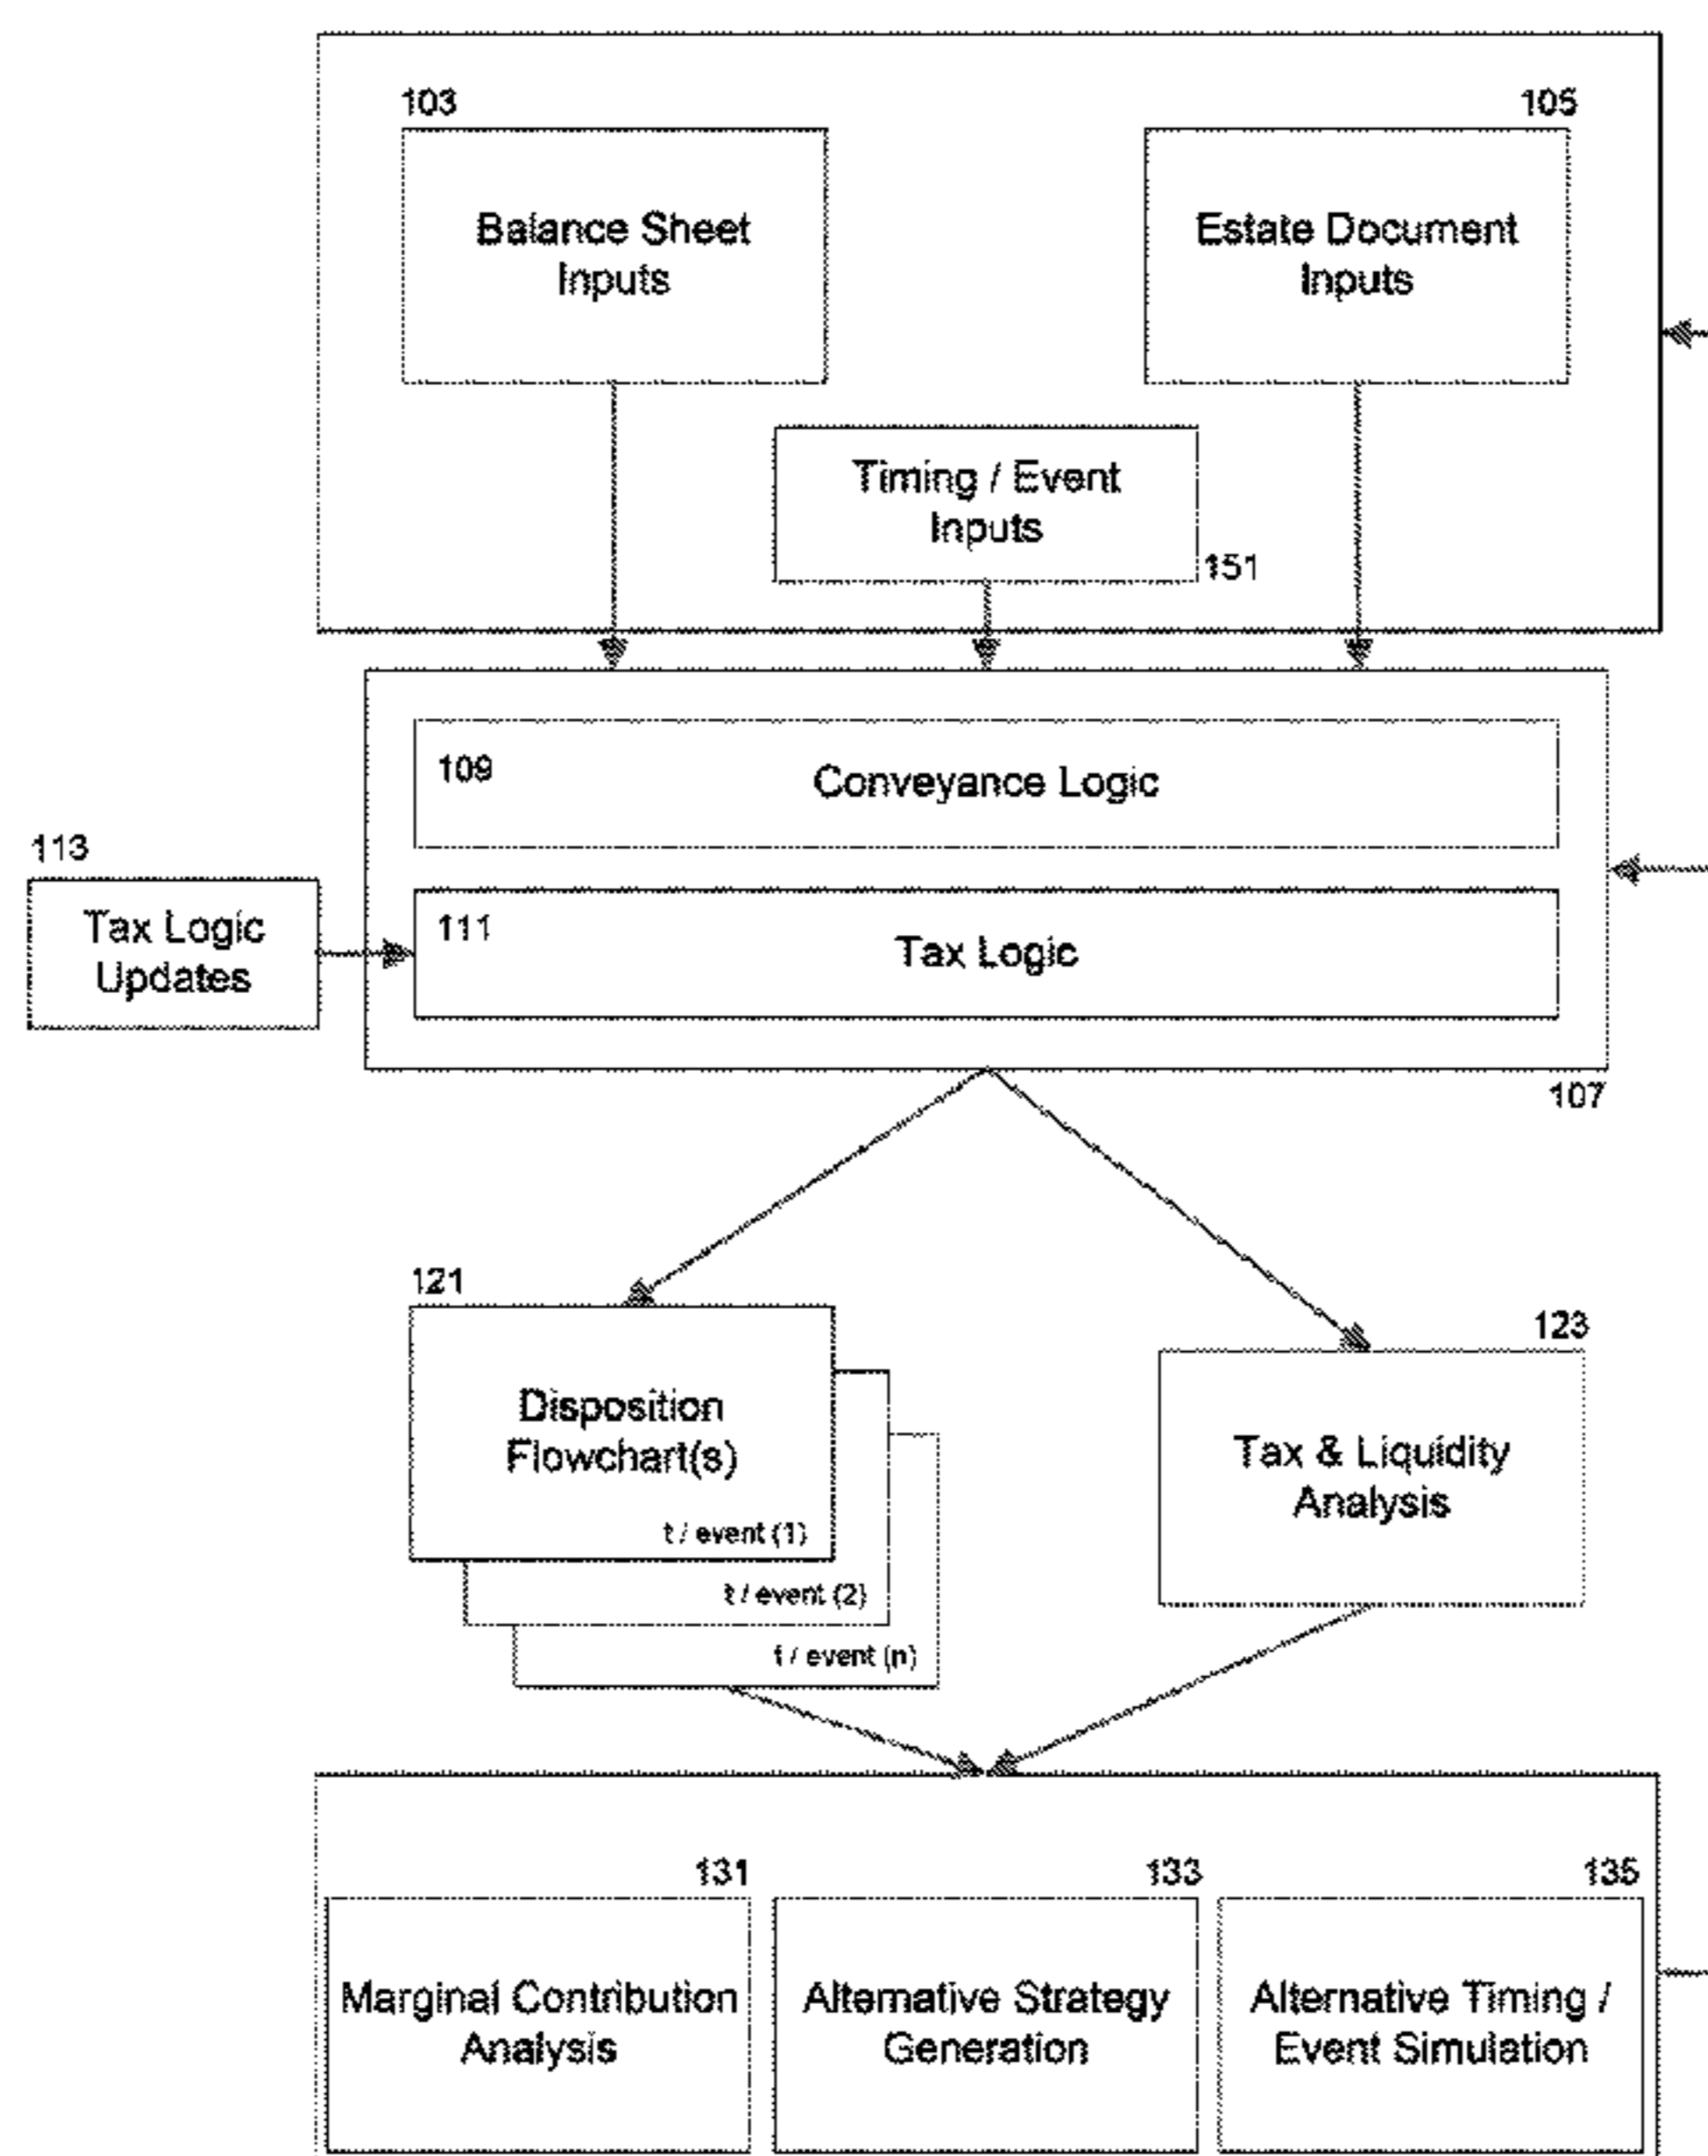 103
105
Balance Sheet
Inputs
Estate Document
Inputs
Timing / Event
Inputs
151
109
Conveyance Logic
113
Tax Logic
Updates
111
Tax Logic
107
121
123
Disposition
Flowchart(s)
t / event (1)
t / event (2)
t / event (n)
Tax & Liquidity
Analysis
131
133
135
Marginal Contribution
Analysis
Alternative Strategy
Generation
Alternative Timing /
Event Simulation